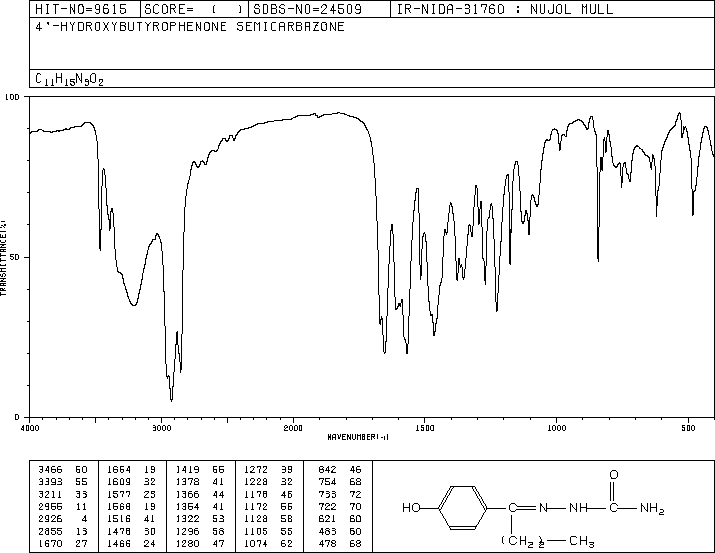 HIT-NO=9615 SCORE= ( ) SDBS-NO=24509 IR-NIDA-31760 : NUJOL MULL
4'-HYDROXYBUTYROPHENONE SEMICARBAZONE
C11H15N3O2
100
50
0
TRANSMITTANCE(%)
4000 3000 2000 1500 1000 500
WAVENUMBER(-1)
3466 60 1664 19 1419 66 1272 39 842 46
3393 55 1609 32 1378 41 1228 32 754 68
3211 33 1577 25 1366 44 1178 46 733 72
2955 11 1568 19 1354 41 1172 55 722 70
2926 4 1516 41 1322 53 1128 58 621 60
2855 13 1478 30 1296 58 1105 55 483 60
1670 27 1466 24 1280 47 1074 62 478 68
O
HO C=N-NH-C-NH2
(CH2)2-CH3